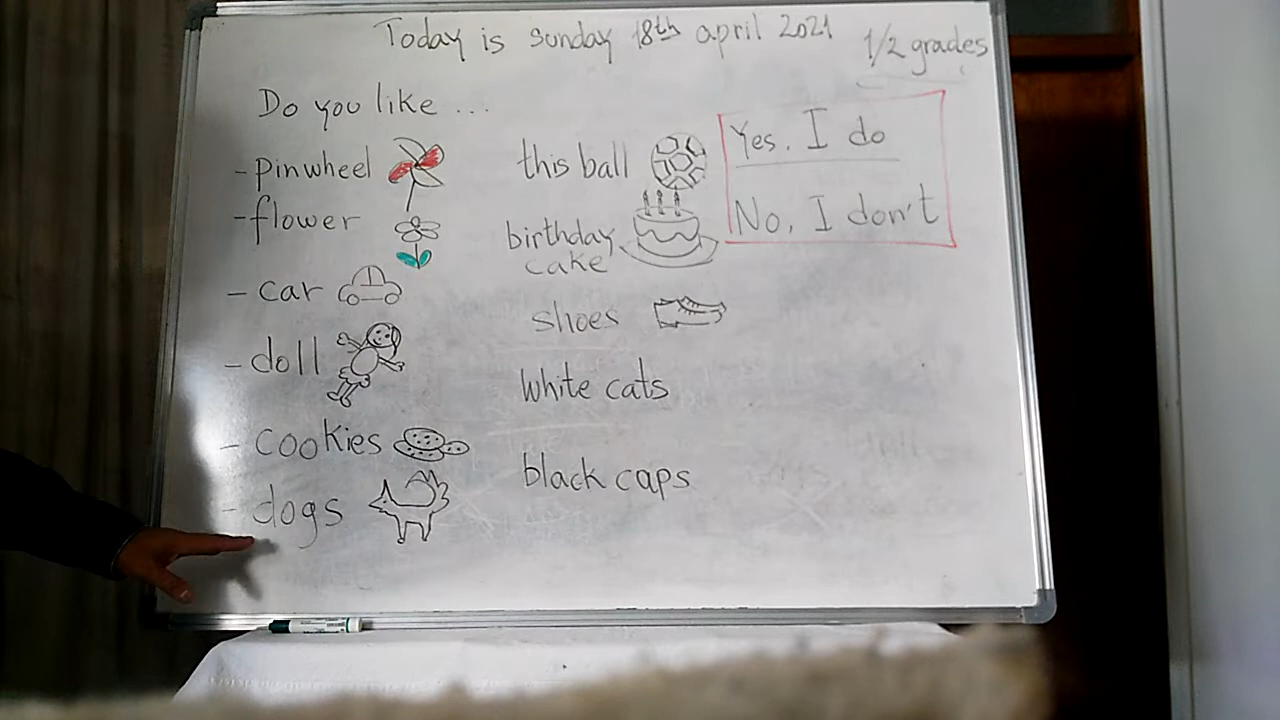 Today is Sunday 18th april 2021
1/2 grades
Do you like ...
- pinwheel
- flower
- car
- doll
- cookies
- dogs
this ball
birthday
cake
shoes
white cats
black caps
Yes. I do
No, I don't